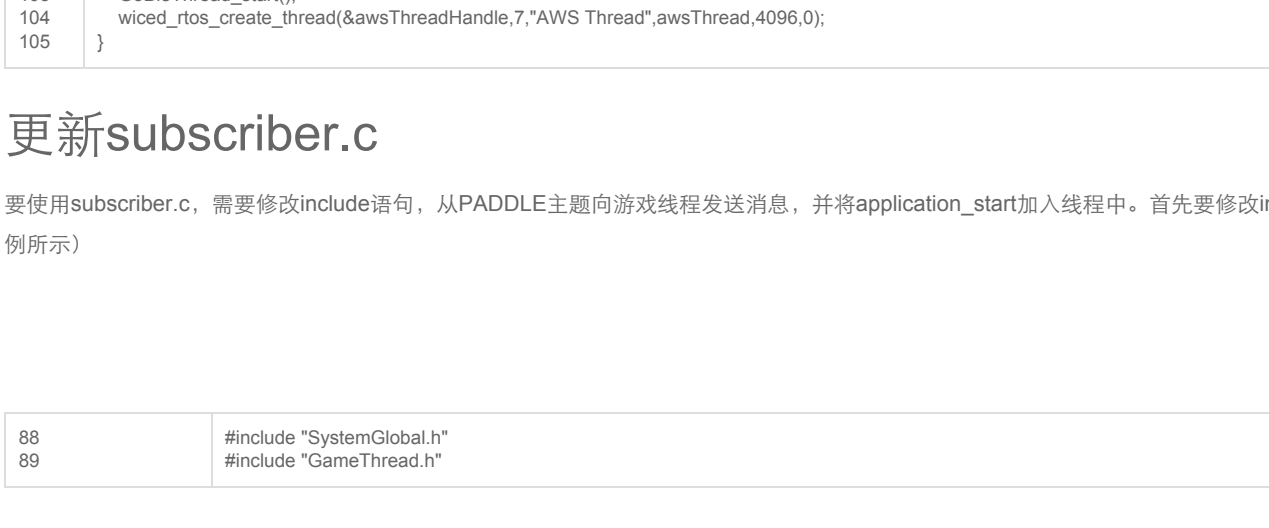 104 wiced_rtos_create_thread(&awsThreadHandle,7,"AWS Thread",awsThread,4096,0);
105 }
更新subscriber.c
要使用subscriber.c，需要修改include语句，从PADDLE主题向游戏线程发送消息，并将application_start加入线程中。首先要修改
例所示）
88 #include "SystemGlobal.h"
89 #include "GameThread.h"